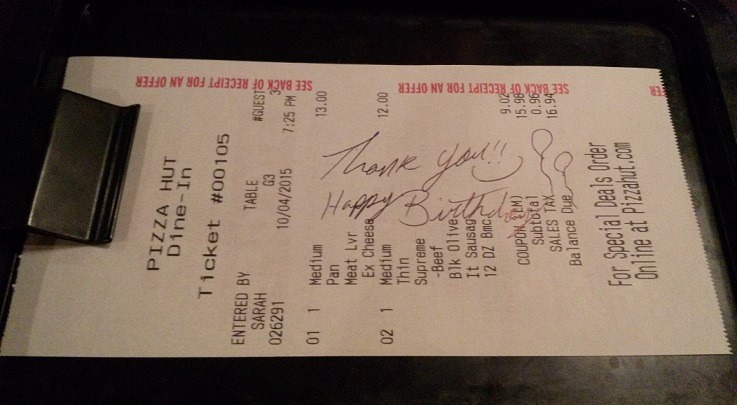 SEE BACK OF RECEIPT FOR AN OFFER
SEE BACK OF RECEIPT FOR AN OFFER
PIZZA HUT
Dine-In
Ticket #00105
ENTERED BY TABLE #GUEST
SARAH G3 3
026291 10/04/2015 7:25 PM
01 1 Medium 13.00
Pan
Meat Lvr
Ex Cheese
02 1 Medium 12.00
Thin
Supreme
-Beef
Blk Olive
It Sausag
12 DZ Bmc
Thank you!!
Happy Birthday
COUPON 9.02
Subtotal 15.98
SALES TAX 0.96
Balance Due 16.94
For Special Deals Order
Online at Pizzahut.com